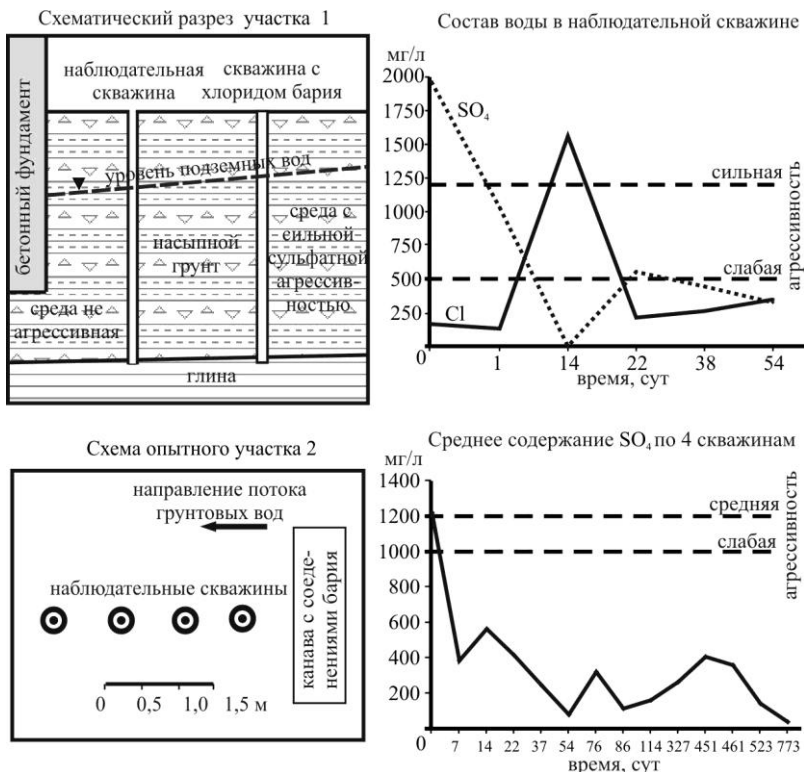 Схематический разрез участка 1
бетонный фундамент
наблюдательная
скважина
скважина с
хлоридом бария
уровень подземных вод
насыпной
грунт
среда с
сильной
сульфатной
агрессив-
ностью
среда не
агрессивная
глина
Состав воды в наблюдательной скважине
мг/л
2000
1750
1500
1250
1000
750
500
250
0
SO4
Cl
сильная
слабая
агрессивность
1 14 22 38 54
время, сут
Схема опытного участка 2
направление потока
грунтовых вод
наблюдательные скважины
канава с соеде-
нениями бария
0 0,5 1,0 1,5 м
Среднее содержание SO4 по 4 скважинам
мг/л
1400
1200
1000
600
400
200
0
средняя
слабая
агрессивность
7 14 22 37 54 76 86 114 327 451 461 523 773
время, сут